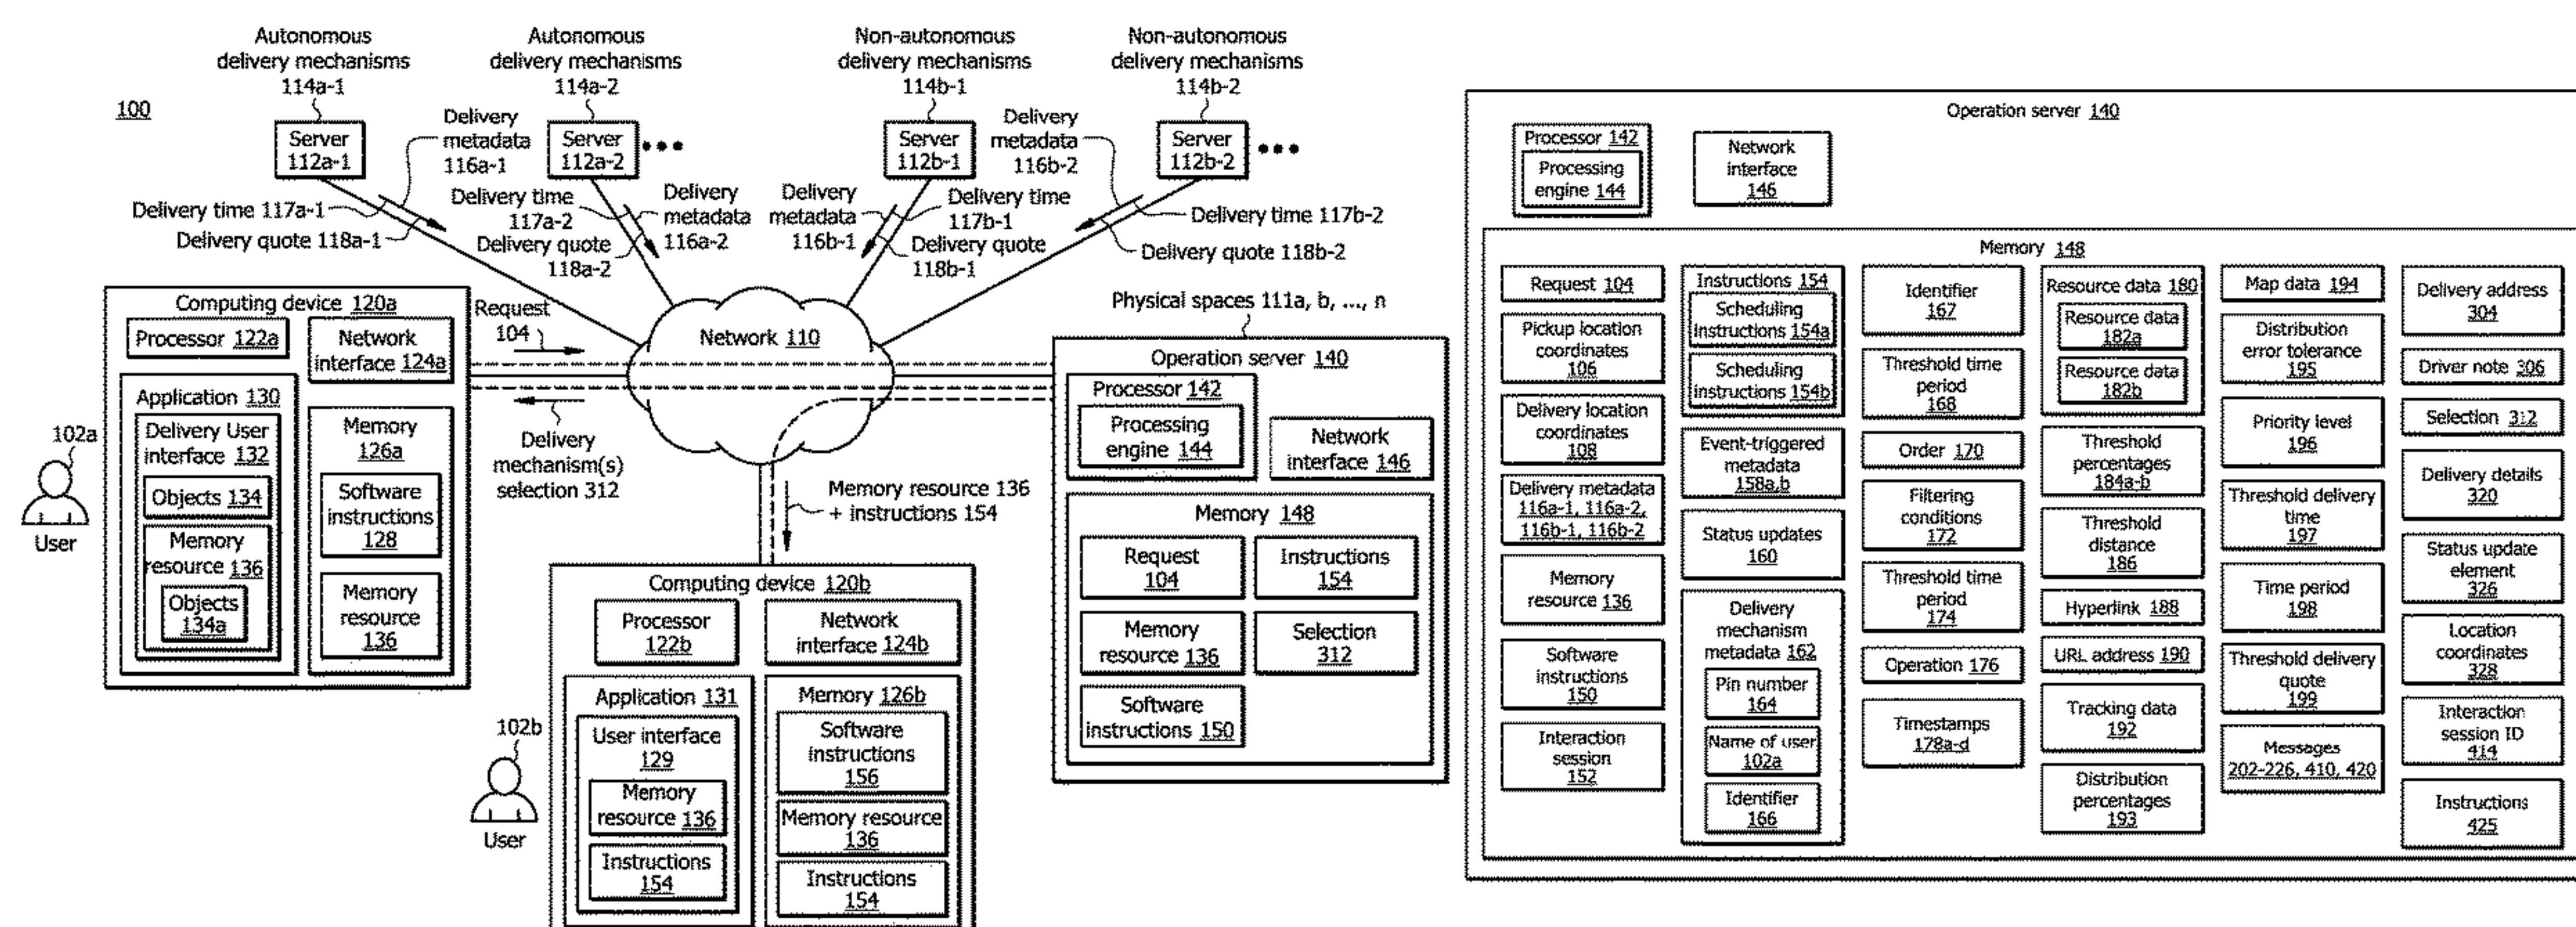 100
Autonomous
delivery mechanisms
114a-1
Server
112a-1
Delivery
metadata
116a-1
Delivery time 117a-1
Delivery quote 118a-1
Autonomous
delivery mechanisms
114a-2
Server
112a-2
Delivery time
117a-2
Delivery quote
118a-2
Delivery
metadata
116a-2
Non-autonomous
delivery mechanisms
114b-1
Server
112b-1
Delivery
metadata
116b-1
Delivery time
117b-1
Delivery quote
118b-1
Non-autonomous
delivery mechanisms
114b-2
Server
112b-2
Delivery
metadata
116b-2
Delivery time 117b-2
Delivery quote 118b-2
102a
User
Computing device 120a
Processor 122a
Network
interface 124a
Application 130
Delivery User
interface 132
Objects 134
Memory
resource 136
Objects
134a
Memory
126a
Software
instructions
128
Memory
resource
136
Request
104
Network 110
Delivery
mechanism(s)
selection 312
Memory resource 136
+ instructions 154
102b
User
Computing device 120b
Processor
122b
Network
interface 124b
Application 131
User interface
129
Memory
resource 136
Instructions
154
Memory 126b
Software
instructions
156
Memory resource
136
Instructions
154
Physical spaces 111a, b, ..., n
Operation server 140
Processor 142
Processing
engine 144
Network
interface 146
Memory 148
Request
104
Instructions
154
Memory
resource 136
Selection
312
Software
instructions 150
Operation server 140
Processor 142
Processing
engine 144
Network
interface
146
Memory 148
Request 104
Pickup location
coordinates
106
Delivery location
coordinates
108
Delivery metadata
116a-1, 116a-2,
116b-1, 116b-2
Memory
resource 136
Software
instructions
150
Interaction
session
152
Instructions 154
Scheduling
instructions 154a
Scheduling
instructions 154b
Event-triggered
metadata
158a,b
Status updates
160
Delivery
mechanism
metadata 162
Pin number
164
Name of user
102a
Identifier
166
Identifier
167
Threshold time
period
168
Order 170
Filtering
conditions
172
Threshold time
period
174
Operation 176
Timestamps
178a-d
Resource data 180
Resource data
182a
Resource data
182b
Threshold
percentages
184a-b
Threshold
distance
186
Hyperlink 188
URL address 190
Tracking data
192
Distribution
percentages
193
Map data 194
Distribution
error tolerance
195
Priority level
196
Threshold delivery
time
197
Time period
198
Threshold delivery
quote
199
Messages
202-226, 410, 420
Delivery address
304
Driver note 306
Selection 312
Delivery details
320
Status update
element
326
Location
coordinates
328
Interaction
session ID
414
Instructions
425